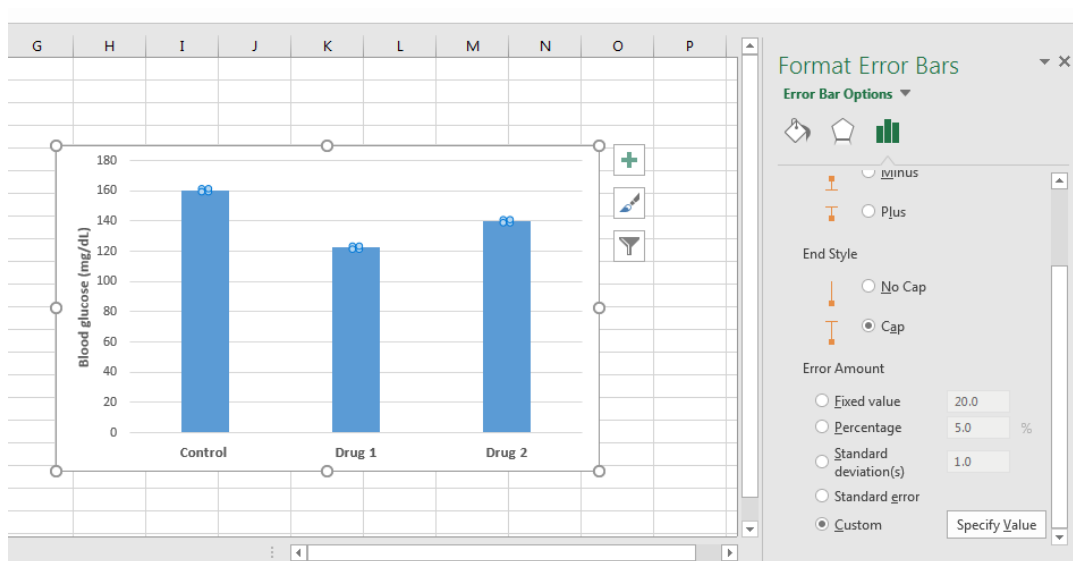 G H I J K L M N O P
Format Error Bars
Error Bar Options
Minus
Plus
End Style
No Cap
Cap
Error Amount
Fixed value 20.0
Percentage 5.0 %
Standard
deviation(s) 1.0
Standard error
Custom Specify Value
180
160
140
120
100
80
60
40
20
0
Blood glucose (mg/dL)
Control Drug 1 Drug 2